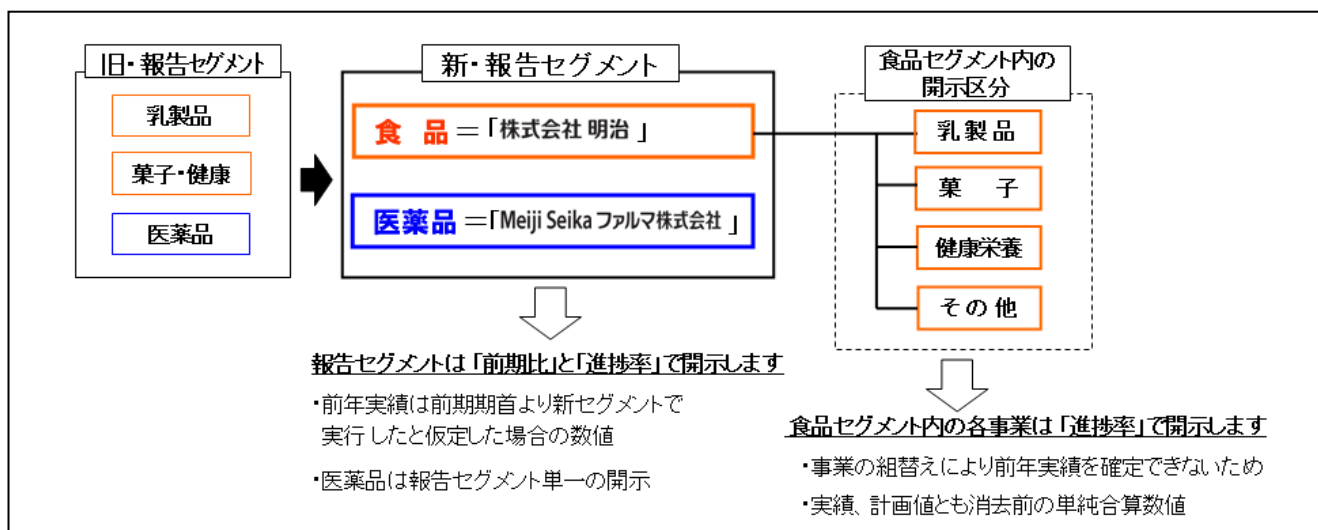 旧・報告セグメント
乳製品
菓子・健康
医薬品
新・報告セグメント
食 品＝「株式会社 明治 」
医薬品＝「Meiji Seika ファルマ株式会社 」
食品セグメント内の
開示区分
乳 製 品
菓 子
健康栄養
そ の 他
報告セグメントは「前期比」と「進捗率」で開示します
・前年実績は前期期首より新セグメントで
実行したと仮定した場合の数値
・医薬品は報告セグメント単一の開示
食品セグメント内の各事業は「進捗率」で開示します
・事業の組替えにより前年実績を確定できないため
・実績、計画値とも消去前の単純合算数値